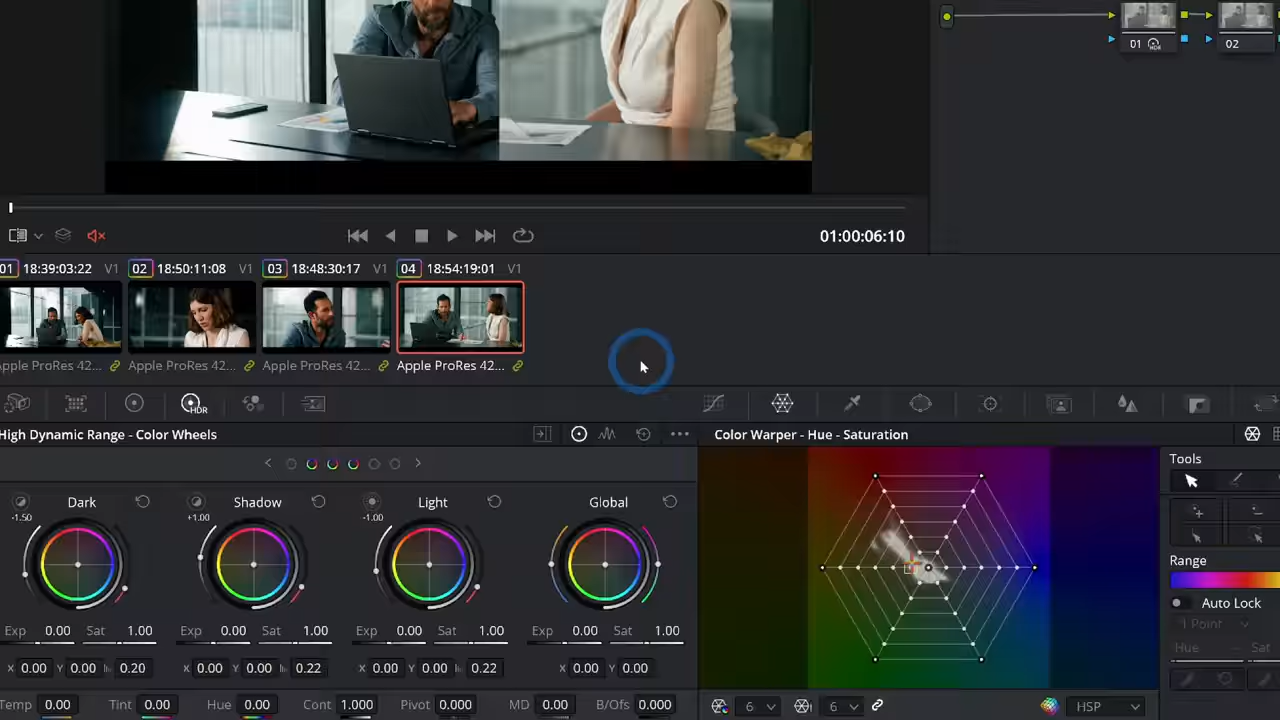 01 HDR 02
01:00:06:10
01 18:39:03:22 V1 02 18:50:11:08 V1 03 18:48:30:17 V1 04 18:54:19:01 V1
Apple ProRes 42... Apple ProRes 42... Apple ProRes 42... Apple ProRes 42...
HDR
High Dynamic Range - Color Wheels
Color Warper - Hue - Saturation
Tools
Dark Shadow Light Global
-1.50 +1.00 -1.00
Range
Auto Lock
1 Point
Exp 0.00 Sat 1.00 Exp 0.00 Sat 1.00 Exp 0.00 Sat 1.00 Exp 0.00 Sat 1.00
Hue Sat
X 0.00 Y 0.00 0.20 X 0.00 Y 0.00 0.22 X 0.00 Y 0.00 0.22 X 0.00 Y 0.00
Temp 0.00 Tint 0.00 Hue 0.00 Cont 1.000 Pivot 0.000 MD 0.00 B/Ofs 0.000
6 6 HSP